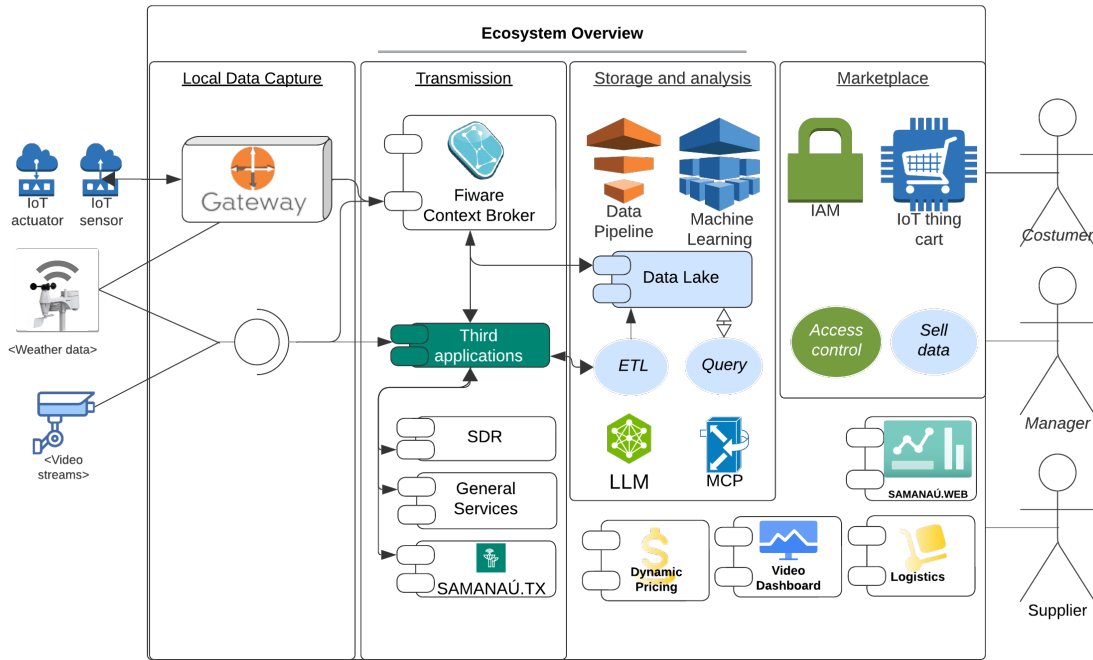 Ecosystem Overview
Local Data Capture
Transmission
Storage and analysis
Marketplace
IoT
actuator
IoT
sensor
Gateway
Fiware
Context Broker
Data
Pipeline
Machine
Learning
IAM
IoT thing
cart
Costumer
<Weather data>
Data Lake
Third
applications
ETL
Query
Access
control
Sell
data
Manager
<Video
streams>
SDR
General
Services
SAMANAÚ.TX
LLM
MCP
SAMANAÚ.WEB
Dynamic
Pricing
Video
Dashboard
Logistics
Supplier